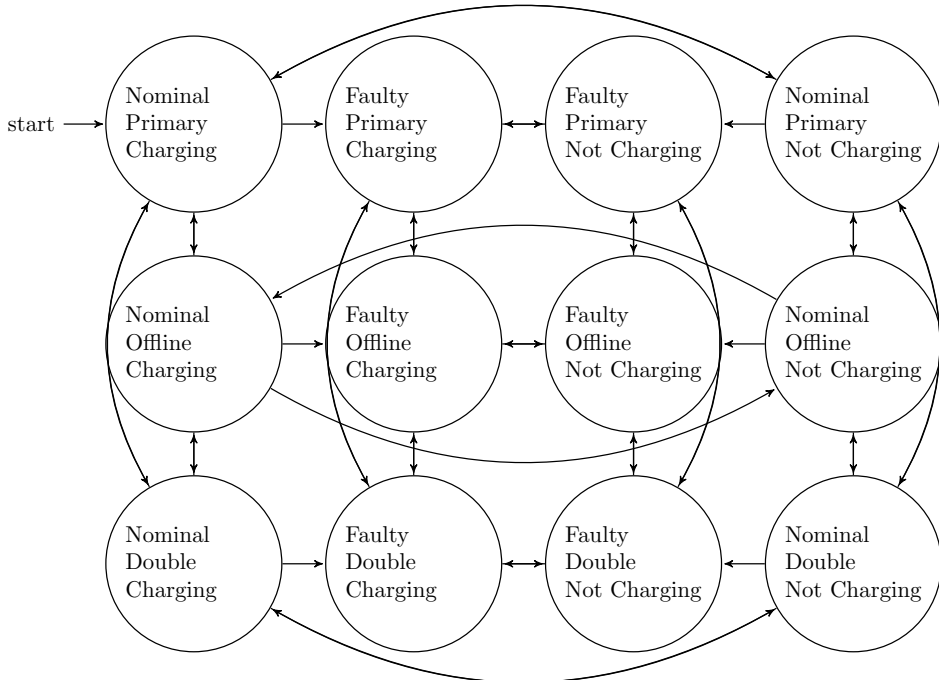 start
Nominal
Primary
Charging
Faulty
Primary
Charging
Faulty
Primary
Not Charging
Nominal
Primary
Not Charging
Nominal
Offline
Charging
Faulty
Offline
Charging
Faulty
Offline
Not Charging
Nominal
Offline
Not Charging
Nominal
Double
Charging
Faulty
Double
Charging
Faulty
Double
Not Charging
Nominal
Double
Not Charging